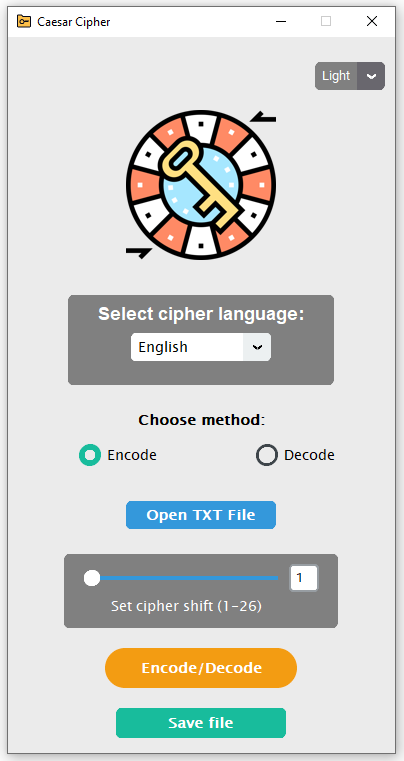 Caesar Cipher
Light
Select cipher language:
English
Choose method:
Encode
Decode
Open TXT File
1
Set cipher shift (1-26)
Encode/Decode
Save file